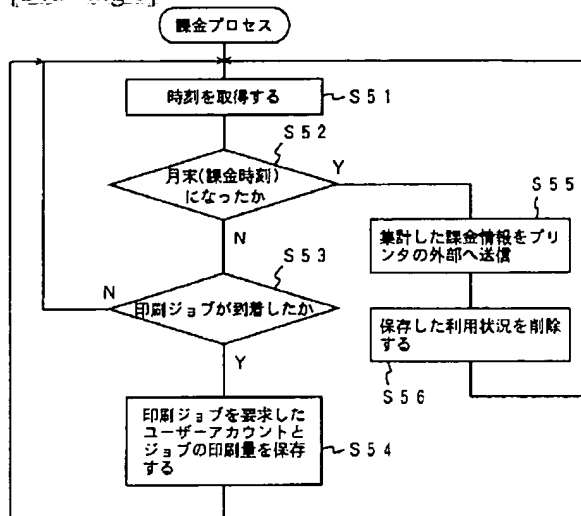 課金プロセス
時刻を取得する
S51
S52
月末(課金時刻)
になったか
Y
N
S55
集計した課金情報をプリ
ンタの外部へ送信
S53
印刷ジョブが到着したか
N
Y
保存した利用状況を削除
する
S56
印刷ジョブを要求した
ユーザーアカウントと
ジョブの印刷量を保存
する
S54